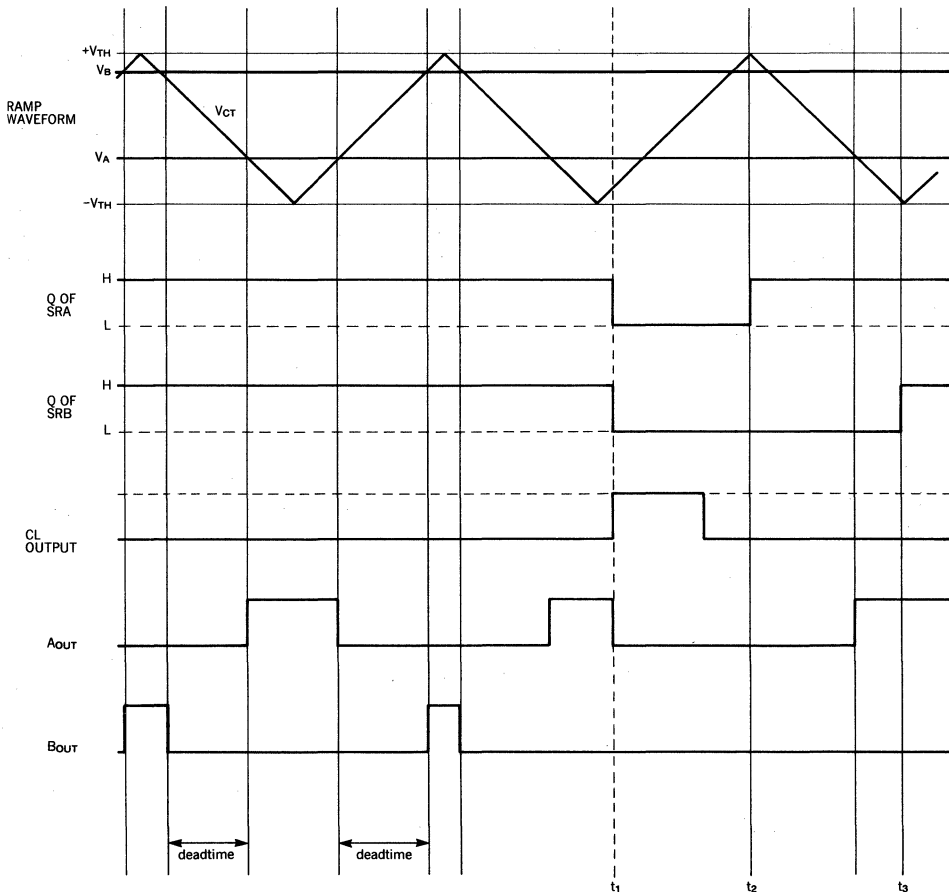 +VTH
VB
RAMP
WAVEFORM
VCT
VA
−VTH
H
Q OF
SRA
L
H
Q OF
SRB
L
CL
OUTPUT
AOUT
BOUT
deadtime
deadtime
t1
t2
t3